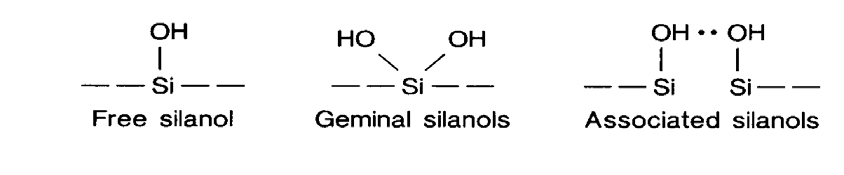 OH
HO OH
OH •• OH
Si
Si
Si Si
Free silanol
Geminal silanols
Associated silanols